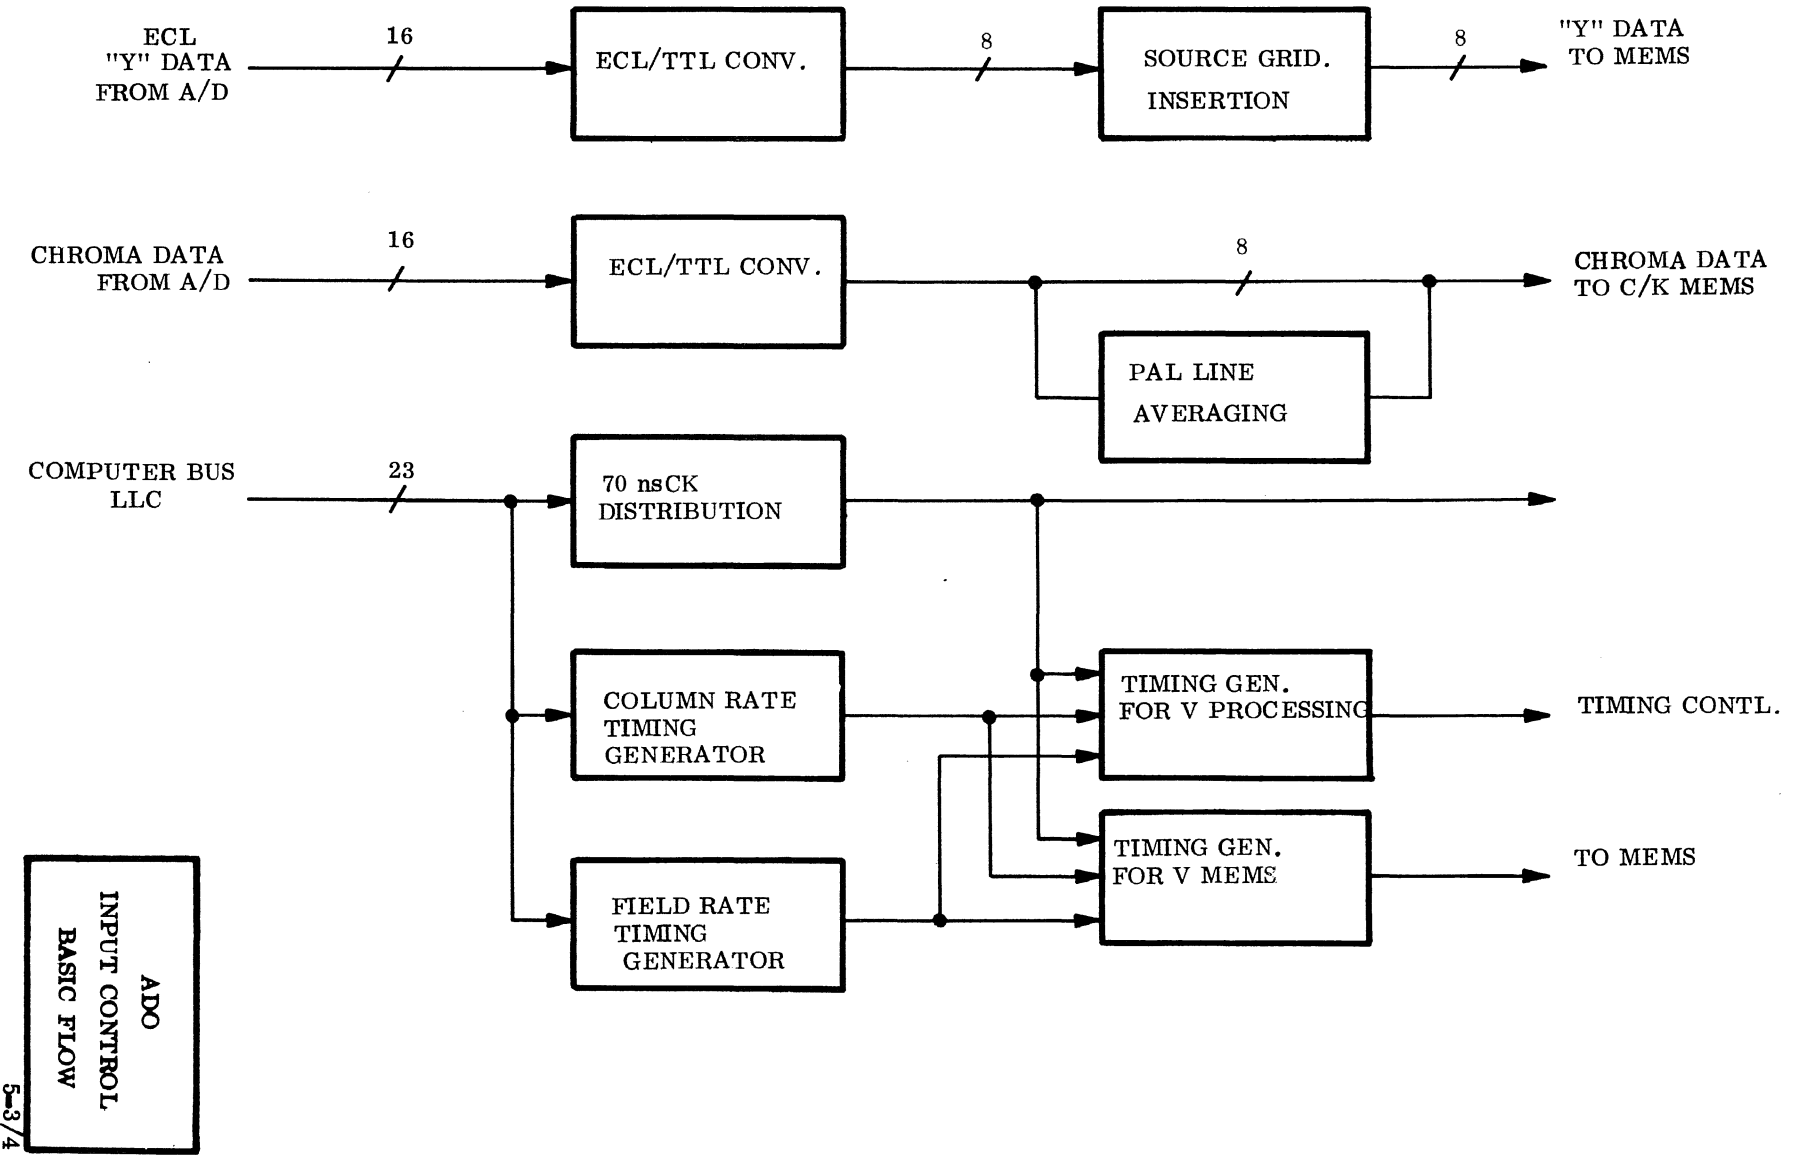 ECL
"Y" DATA
FROM A/D
16
ECL/TTL CONV.
8
SOURCE GRID.
INSERTION
8
"Y" DATA
TO MEMS
CHROMA DATA
FROM A/D
16
ECL/TTL CONV.
8
CHROMA DATA
TO C/K MEMS
PAL LINE
AVERAGING
COMPUTER BUS
LLC
23
70 nsCK
DISTRIBUTION
COLUMN RATE
TIMING
GENERATOR
TIMING GEN.
FOR V PROCESSING
TIMING CONTL.
FIELD RATE
TIMING
GENERATOR
TIMING GEN.
FOR V MEMS
TO MEMS
ADO
INPUT CONTROL
BASIC FLOW
5-3/4